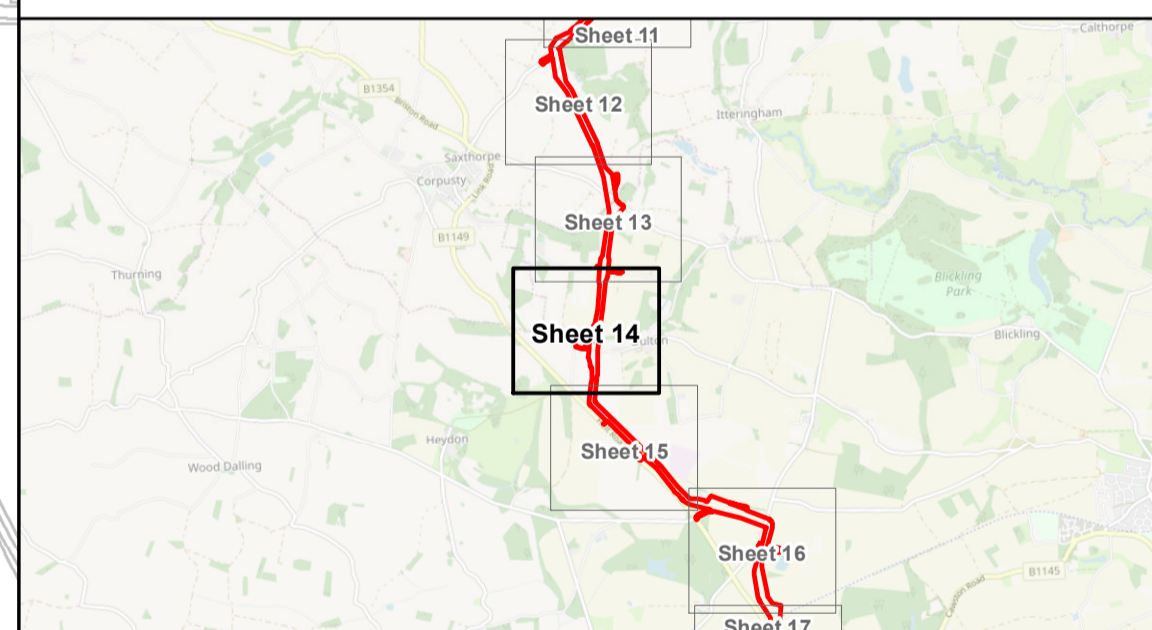 Sheet 11
Calthorpe
B1354
Briston Road
Sheet 12
Itteringham
Saxthorpe
Corpusty
Link Road
Sheet 13
B1149
Thurning
Blickling
Park
Sheet 14
ulton
Blickling
Heydon
Sheet 15
Wood Dalling
Sheet 16
B1145
Cawston Road
Sheet 17